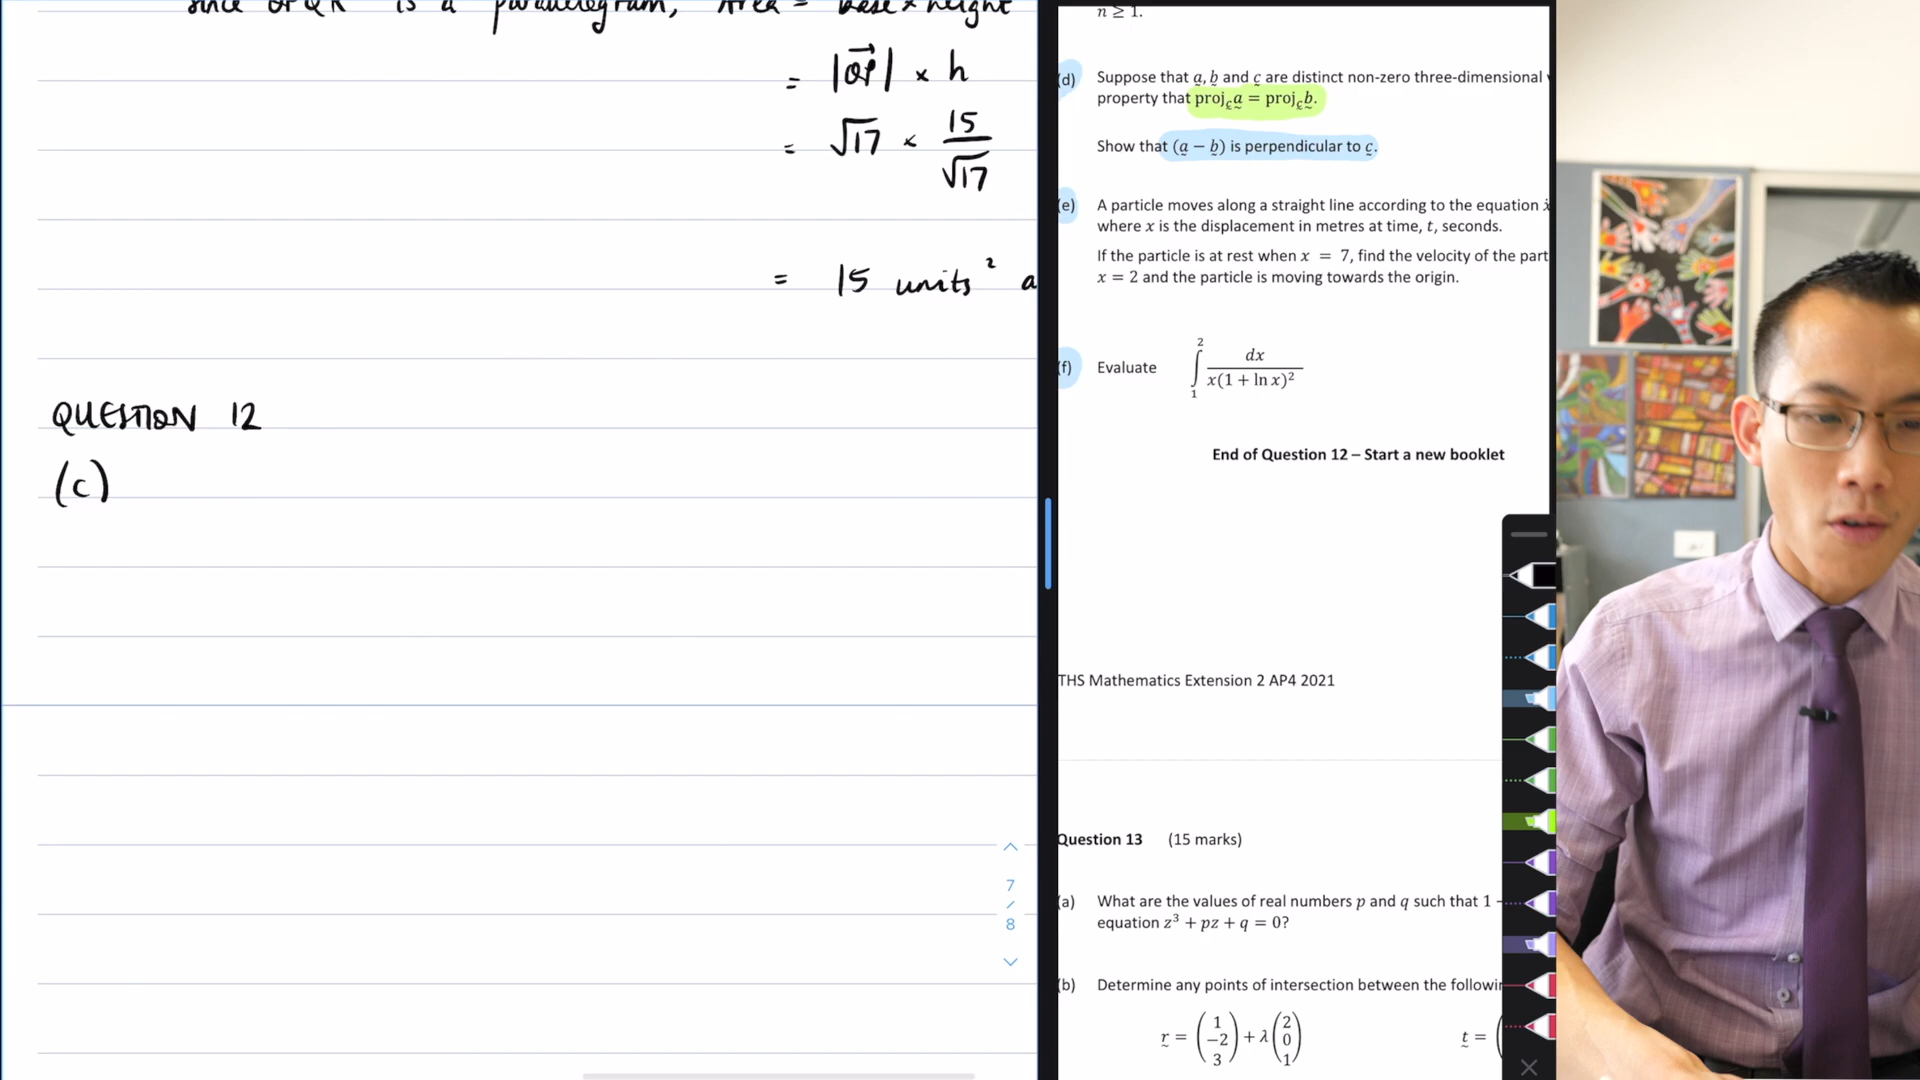 since OPQR is a parallelogram, Area = base × height
= |OP| × h
= √17 × 15/√17
= 15 units²
QUESTION 12
(c)
7
/
8
n ≥ 1.
(d) Suppose that a, b and c are distinct non-zero three-dimensional
property that proj_c a = proj_c b.
Show that (a − b) is perpendicular to c.
(e) A particle moves along a straight line according to the equation
where x is the displacement in metres at time, t, seconds.
If the particle is at rest when x = 7, find the velocity of the part
x = 2 and the particle is moving towards the origin.
(f) Evaluate ∫₁² dx / x(1 + ln x)²
End of Question 12 – Start a new booklet
THS Mathematics Extension 2 AP4 2021
Question 13 (15 marks)
(a) What are the values of real numbers p and q such that 1 -
equation z³ + pz + q = 0?
(b) Determine any points of intersection between the followi
r = (1 −2 3) + λ(2 0 1) t = (